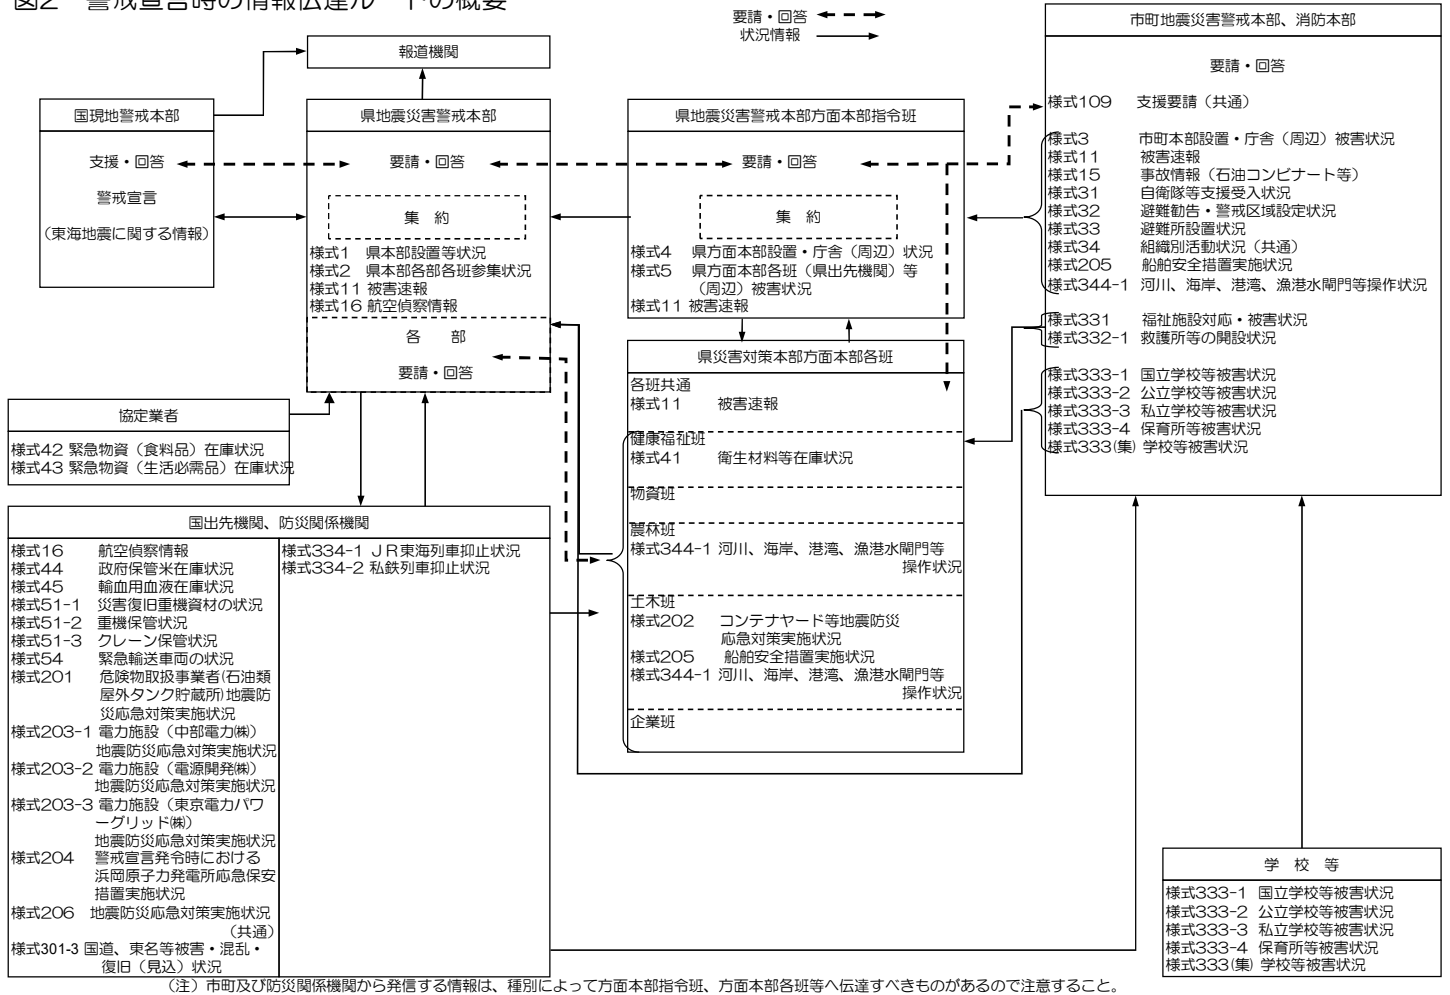 図2　警戒宣言時の情報伝達ルートの概要
要請・回答
状況情報
報道機関
国現地警戒本部
支援・回答
警戒宣言
(東海地震に関する情報)
県地震災害警戒本部
要請・回答
集　約
様式1　県本部設置等状況
様式2　県本部各部各班参集状況
様式11 被害速報
様式16 航空偵察情報
各　　部
要請・回答
県地震災害警戒本部方面本部指令班
要請・回答
集　約
様式4　県方面本部設置・庁舎（周辺）状況
様式5　県方面本部各班（県出先機関）等
（周辺）被害状況
様式11 被害速報
県災害対策本部方面本部各班
各班共通
様式11　　被害速報
健康福祉班
様式41　　衛生材料等在庫状況
物資班
農林班
様式344-1 河川、海岸、港湾、漁港水閘門等
操作状況
土木班
様式202　　コンテナヤード等地震防災
応急対策実施状況
様式205　　船舶安全措置実施状況
様式344-1 河川、海岸、港湾、漁港水閘門等
操作状況
企業班
市町地震災害警戒本部、消防本部
要請・回答
様式109　　支援要請（共通）
様式3　　市町本部設置・庁舎（周辺）被害状況
様式11　　被害速報
様式15　　事故情報（石油コンビナート等）
様式31　　自衛隊等支援受入状況
様式32　　避難勧告・警戒区域設定状況
様式33　　避難所設置状況
様式34　　組織別活動状況（共通）
様式205　　船舶安全措置実施状況
様式344-1 河川、海岸、港湾、漁港水閘門等操作状況
様式331　　福祉施設対応・被害状況
様式332-1 救護所等の開設状況
様式333-1 国立学校等被害状況
様式333-2 公立学校等被害状況
様式333-3 私立学校等被害状況
様式333-4 保育所等被害状況
様式333(集) 学校等被害状況
協定業者
様式42 緊急物資（食料品）在庫状況
様式43 緊急物資（生活必需品）在庫状況
国出先機関、防災関係機関
様式16　　航空偵察情報
様式44　　政府保管米在庫状況
様式45　　輸血用血液在庫状況
様式51-1　災害復旧重機資材の状況
様式51-2　重機保管状況
様式51-3　クレーン保管状況
様式54　　緊急輸送車両の状況
様式201　　危険物取扱事業者(石油類
屋外タンク貯蔵所)地震防
災応急対策実施状況
様式203-1 電力施設（中部電力㈱）
地震防災応急対策実施状況
様式203-2 電力施設（電源開発㈱）
地震防災応急対策実施状況
様式203-3 電力施設（東京電力パワ
ーグリッド㈱）
地震防災応急対策実施状況
様式204　　警戒宣言発令時における
浜岡原子力発電所応急保安
措置実施状況
様式206　地震防災応急対策実施状況
（共通）
様式301-3 国道、東名等被害・混乱・
復旧（見込）状況
様式334-1 ＪＲ東海列車抑止状況
様式334-2 私鉄列車抑止状況
学　校　等
様式333-1 国立学校等被害状況
様式333-2 公立学校等被害状況
様式333-3 私立学校等被害状況
様式333-4 保育所等被害状況
様式333(集) 学校等被害状況
（注）市町及び防災関係機関から発信する情報は、種別によって方面本部指令班、方面本部各班等へ伝達すべきものがあるので注意すること。